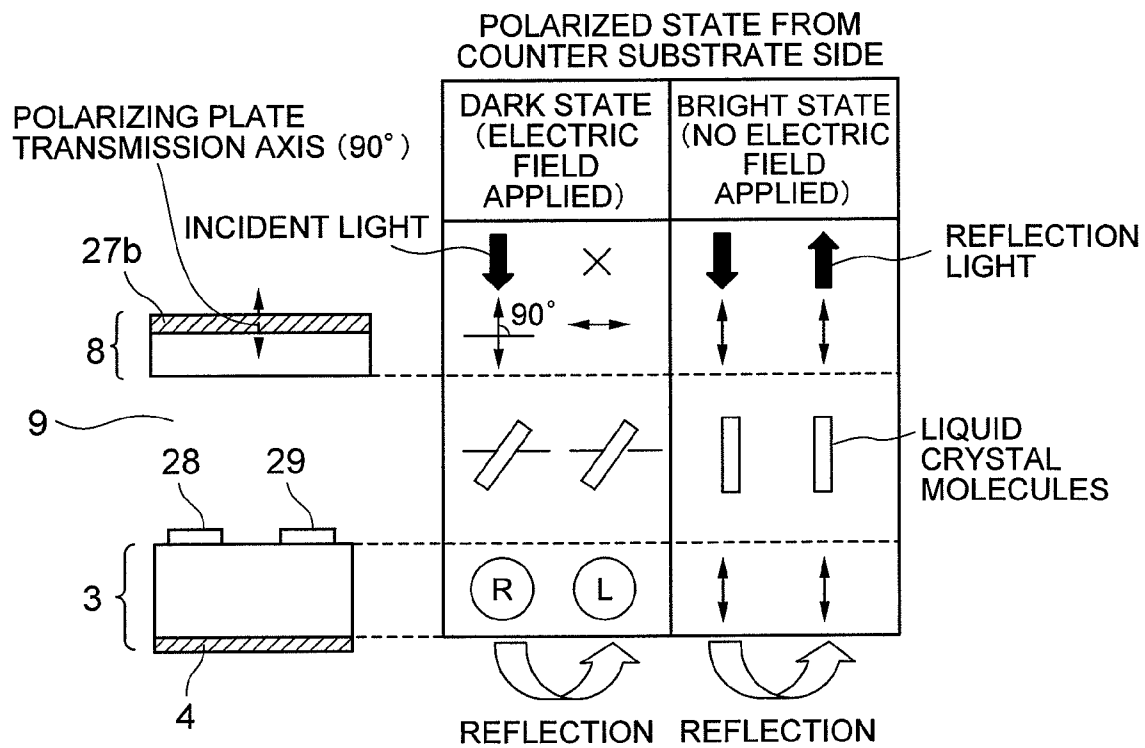 POLARIZED STATE FROM
COUNTER SUBSTRATE SIDE
POLARIZING PLATE
TRANSMISSION AXIS (90°)
DARK STATE
(ELECTRIC
FIELD
APPLIED)
BRIGHT STATE
(NO ELECTRIC
FIELD
APPLIED)
INCIDENT LIGHT
REFLECTION
LIGHT
27b
90°
8
9
LIQUID
CRYSTAL
MOLECULES
28
29
3
R
L
4
REFLECTION
REFLECTION